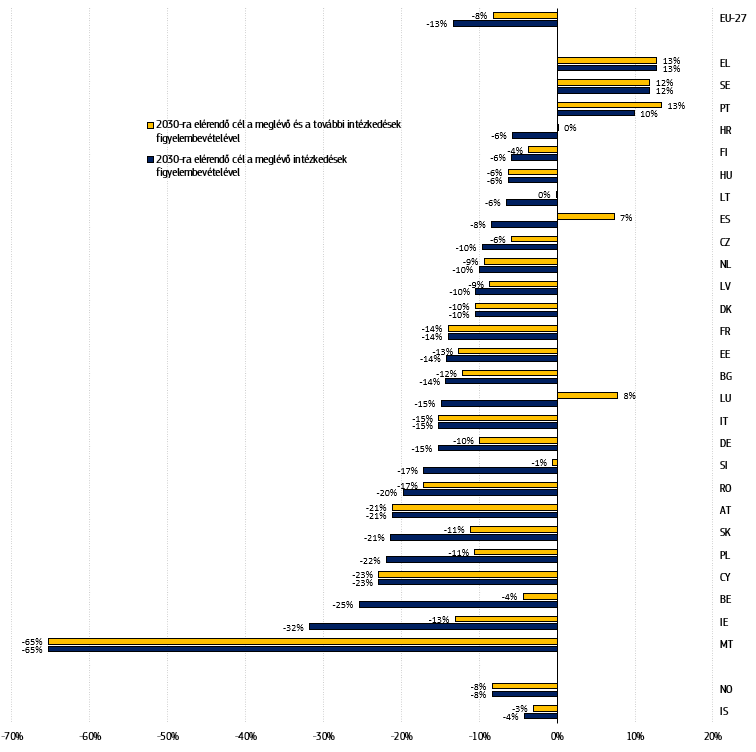 -8%
-13%
EU-27
13%
13%
EL
12%
12%
SE
13%
10%
PT
2030-ra elérendő cél a meglévő és a további intézkedések
figyelembevételével
2030-ra elérendő cél a meglévő intézkedések
figyelembevételével
0%
-6%
HR
-4%
-6%
FI
-6%
-6%
HU
0%
-6%
LT
7%
-8%
ES
-6%
-10%
CZ
-9%
-10%
NL
-9%
-10%
LV
-10%
-10%
DK
-14%
-14%
FR
-13%
-14%
EE
-12%
-14%
BG
8%
-15%
LU
-15%
-15%
IT
-10%
-15%
DE
-1%
-17%
SI
-17%
-20%
RO
-21%
-21%
AT
-11%
-21%
SK
-11%
-22%
PL
-23%
-23%
CY
-4%
-25%
BE
-13%
-32%
IE
-65%
-65%
MT
-8%
-8%
NO
-3%
-4%
IS
-70% -60% -50% -40% -30% -20% -10% 0% 10% 20%